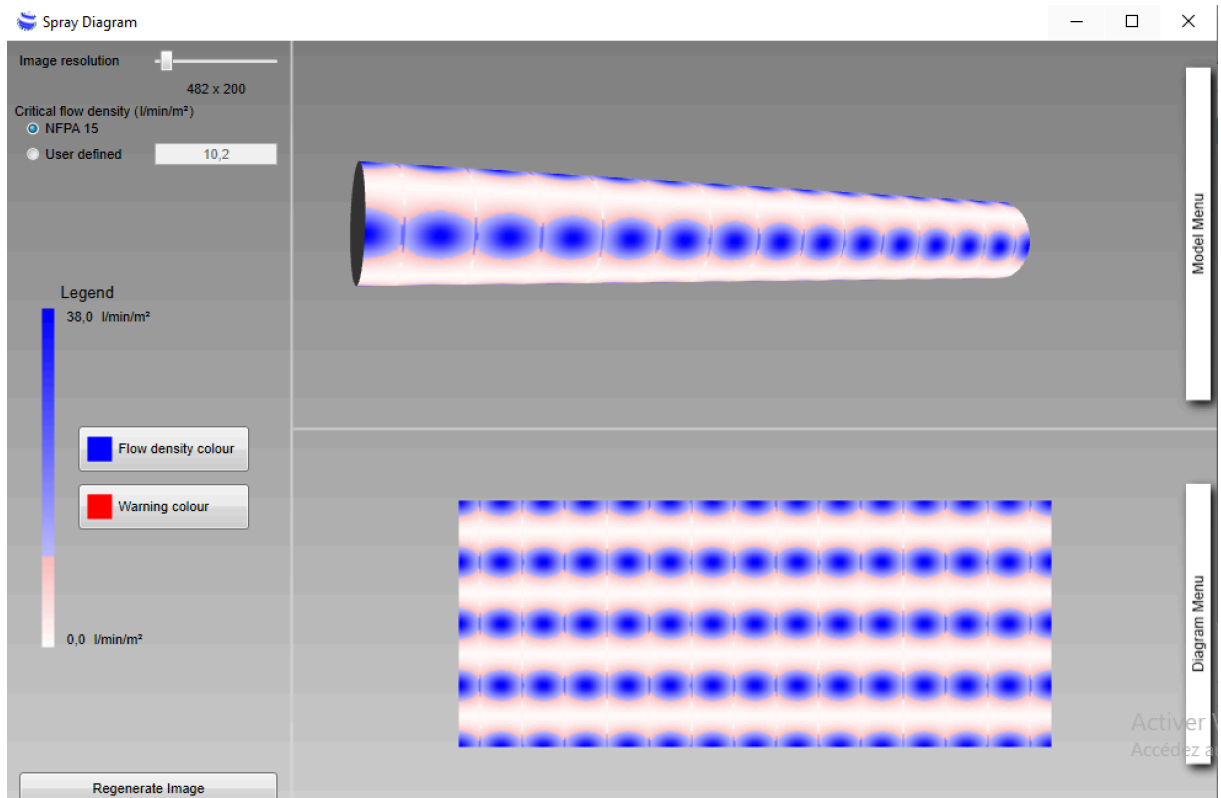 Spray Diagram
Image resolution
482 x 200
Critical flow density (l/min/m²)
NFPA 15
User defined
10,2
Legend
38,0 l/min/m²
Flow density colour
Warning colour
0,0 l/min/m²
Regenerate Image
Model Menu
Diagram Menu
Activer
Accédez